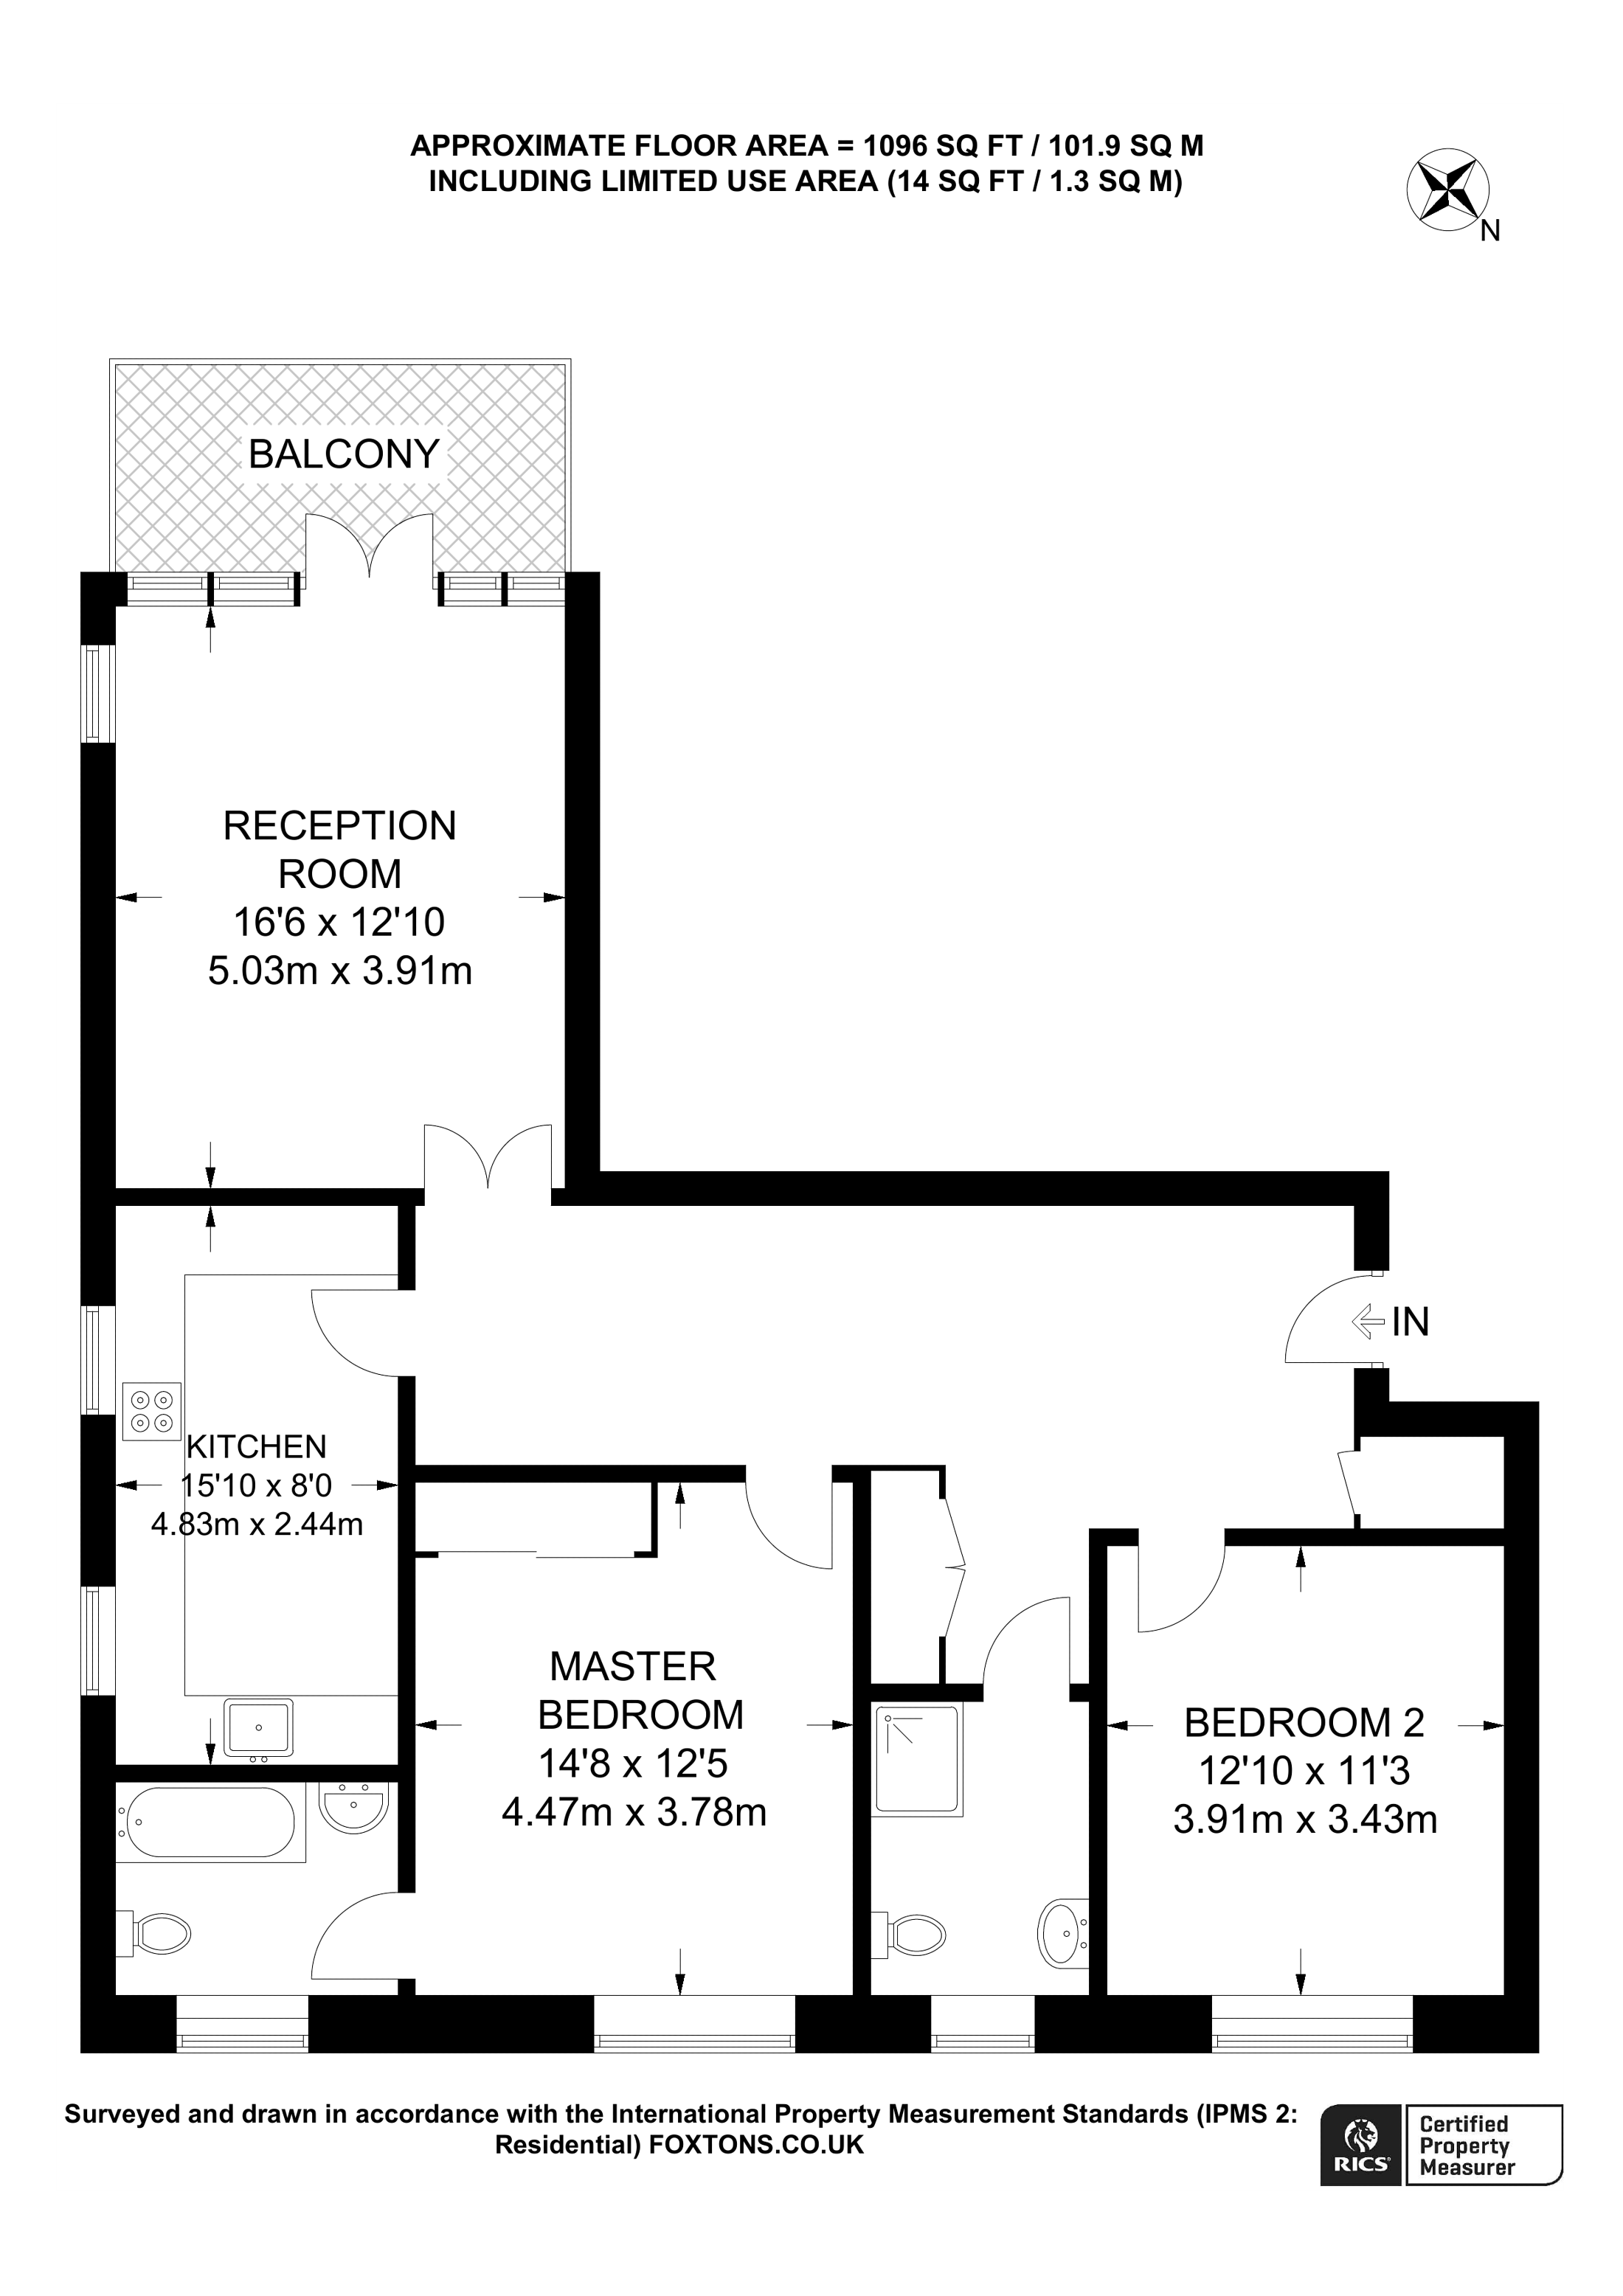 APPROXIMATE FLOOR AREA = 1096 SQ FT / 101.9 SQ M
INCLUDING LIMITED USE AREA (14 SQ FT / 1.3 SQ M)
N
BALCONY
RECEPTION
ROOM
16'6 x 12'10
5.03m x 3.91m
IN
KITCHEN
15'10 x 8'0
4.83m x 2.44m
MASTER
BEDROOM
14'8 x 12'5
4.47m x 3.78m
BEDROOM 2
12'10 x 11'3
3.91m x 3.43m
Surveyed and drawn in accordance with the International Property Measurement Standards (IPMS 2:
Residential) FOXTONS.CO.UK
RICS
Certified
Property
Measurer